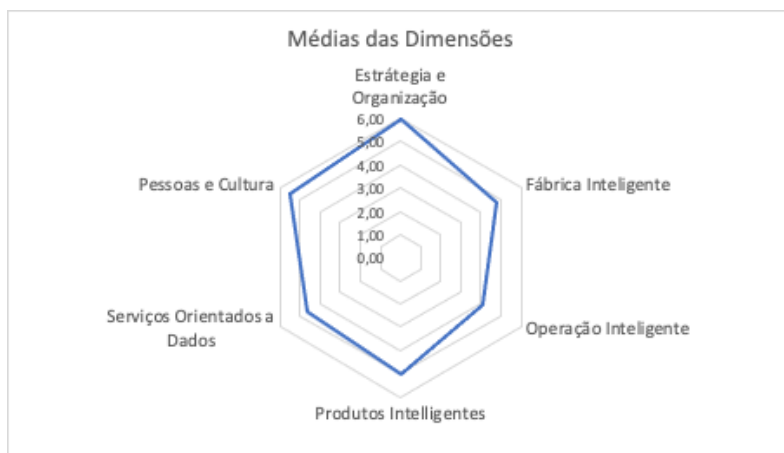 Médias das Dimensões
Estrátegia e
Organização
6,00
5,00
4,00
3,00
2,00
1,00
0,00
Pessoas e Cultura
Fábrica Inteligente
Serviços Orientados a
Dados
Operação Inteligente
Produtos Intelligentes